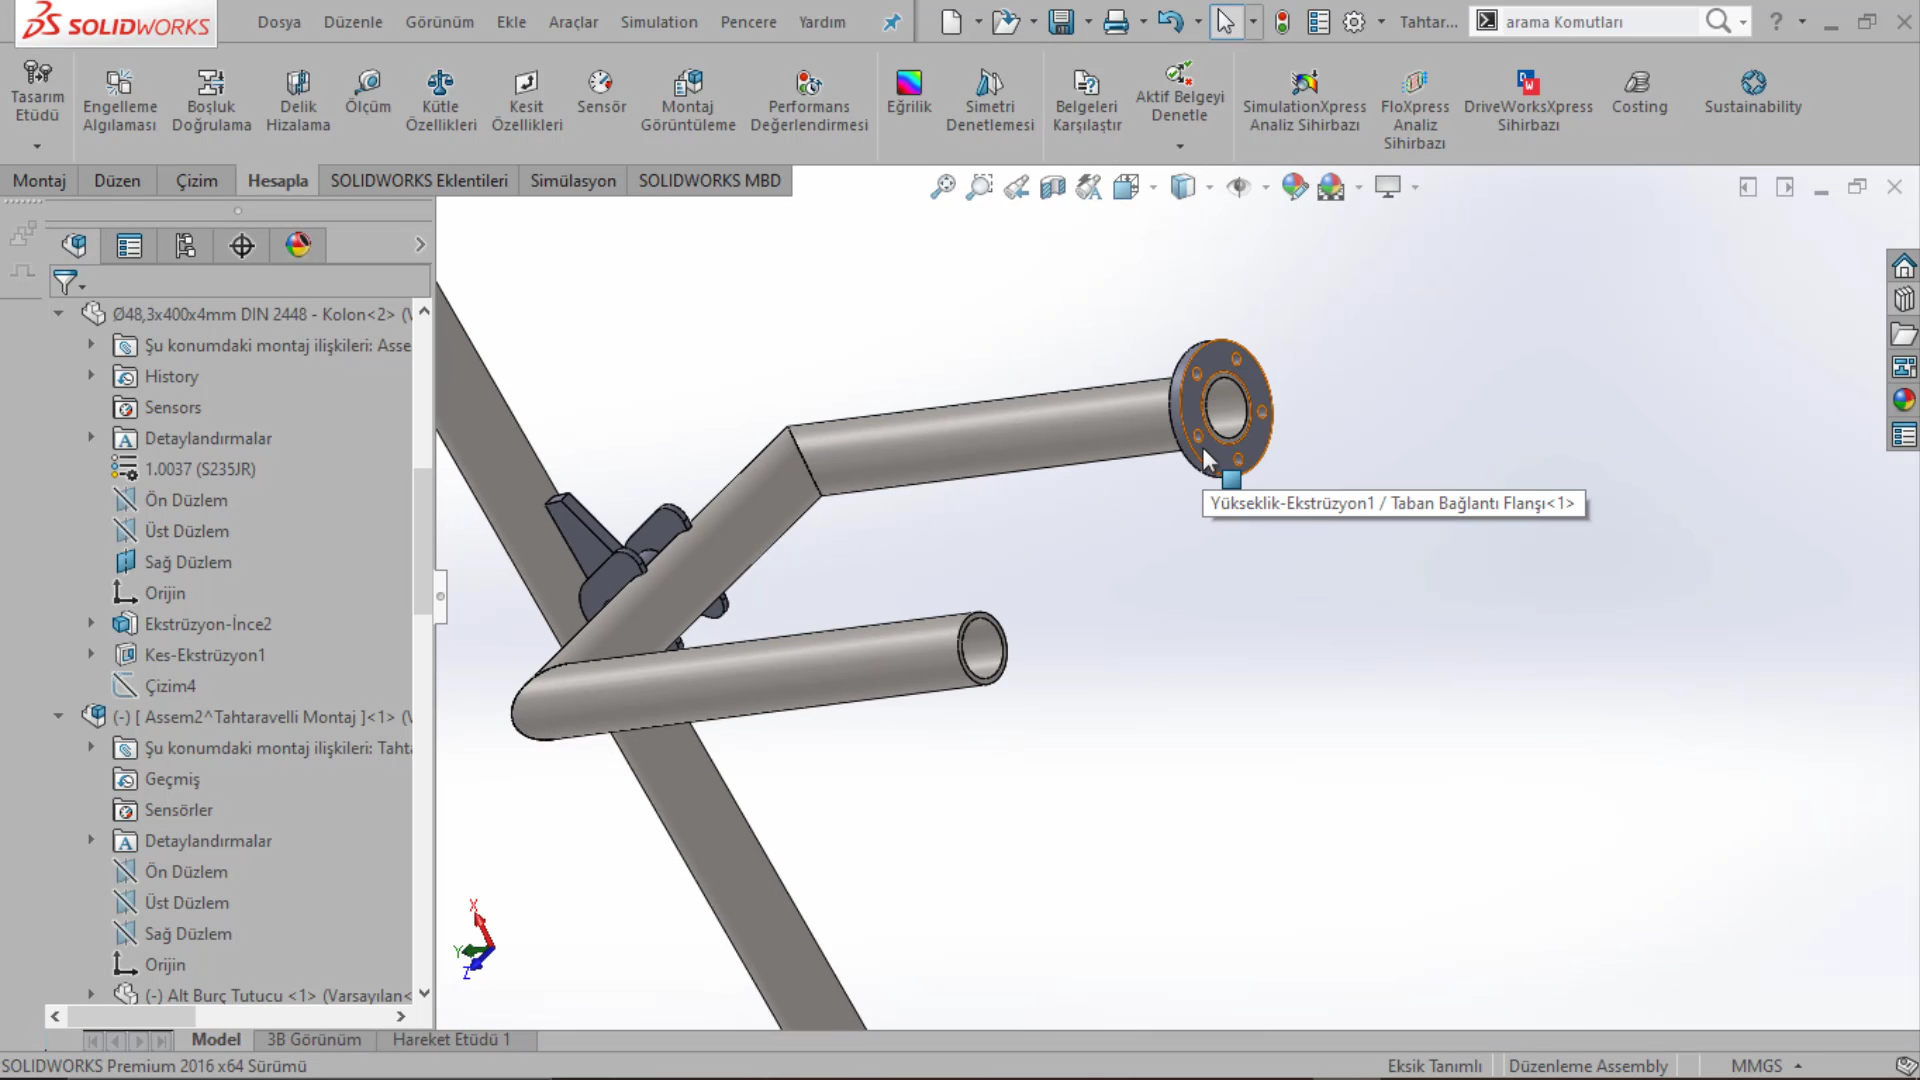 SOLIDWORKS
Dosya Düzenle Görünüm Ekle Araçlar Simulation Pencere Yardım
Tahtar... arama Komutları
Tasarım Etüdü
Engelleme Algılaması
Boşluk Doğrulama
Delik Hizalama
Ölçüm
Kütle Özellikleri
Kesit Özellikleri
Sensör
Montaj Görüntüleme
Performans Değerlendirmesi
Eğrilik
Simetri Denetlemesi
Belgeleri Karşılaştır
Aktif Belgeyi Denetle
SimulationXpress Analiz Sihirbazı
FloXpress Analiz Sihirbazı
DriveWorksXpress Sihirbazı
Costing
Sustainability
Montaj Düzen Çizim Hesapla SOLIDWORKS Eklentileri Simülasyon SOLIDWORKS MBD
Ø48,3x400x4mm DIN 2448 - Kolon<2> (V
Şu konumdaki montaj ilişkileri: Asse
History
Sensors
Detaylandırmalar
1.0037 (S235JR)
Ön Düzlem
Üst Düzlem
Sağ Düzlem
Orijin
Ekstrüzyon-İnce2
Kes-Ekstrüzyon1
Çizim4
(-) [ Assem2^Tahtaravelli Montaj ]<1> (V
Şu konumdaki montaj ilişkileri: Taht
Geçmiş
Sensörler
Detaylandırmalar
Ön Düzlem
Üst Düzlem
Sağ Düzlem
Orijin
(-) Alt Burç Tutucu <1> (Varsayılan<
Yükseklik-Ekstrüzyon1 / Taban Bağlantı Flanşı<1>
X
Y
Z
Model 3B Görünüm Hareket Etüdü 1
SOLIDWORKS Premium 2016 x64 Sürümü
Eksik Tanımlı Düzenleme Assembly MMGS